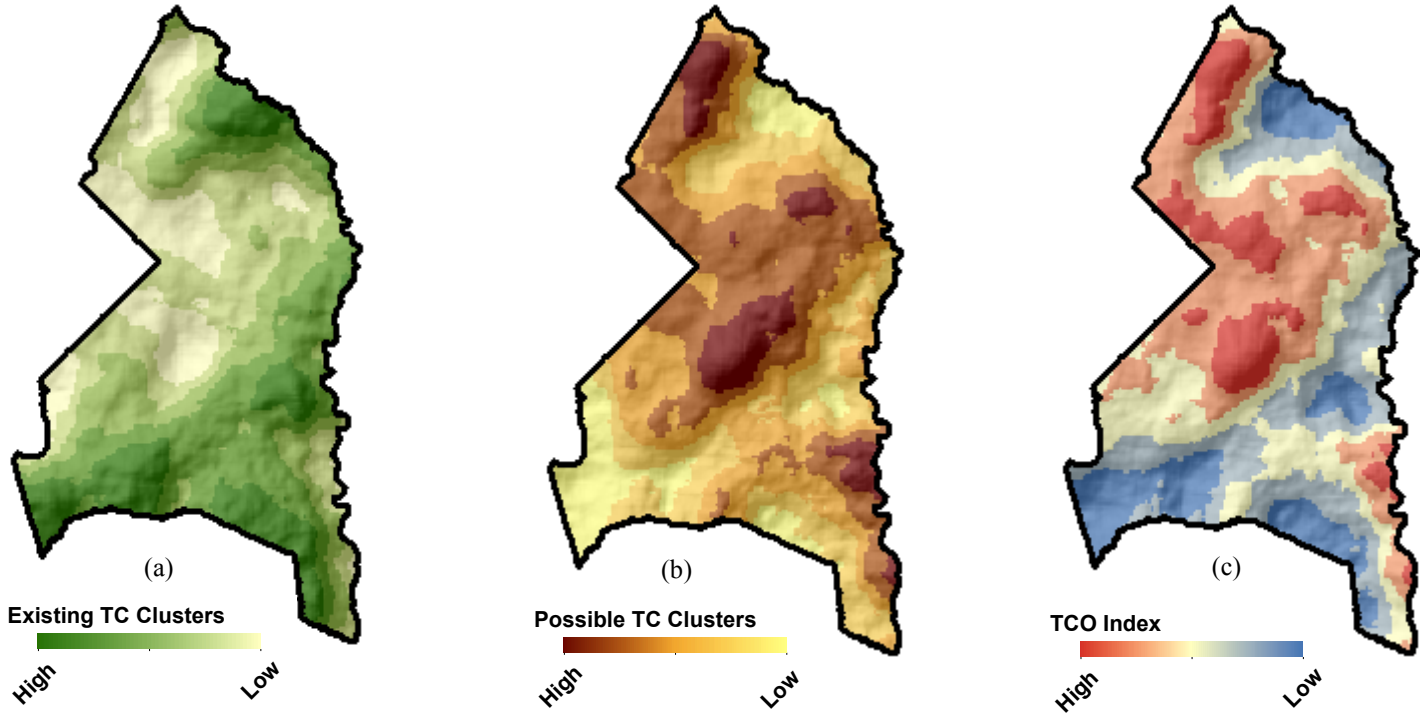 (a)
(b)
(c)
Existing TC Clusters
High
Low
Possible TC Clusters
High
Low
TCO Index
High
Low